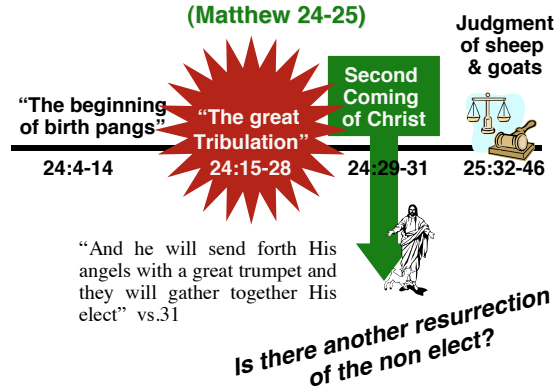 (Matthew 24-25)
Judgment
of sheep
& goats
Second
Coming
of Christ
“The beginning
of birth pangs”
“The great
Tribulation”
24:4-14
24:15-28
24:29-31
25:32-46
“And he will send forth His
angels with a great trumpet and
they will gather together His
elect” vs.31
Is there another resurrection
of the non elect?